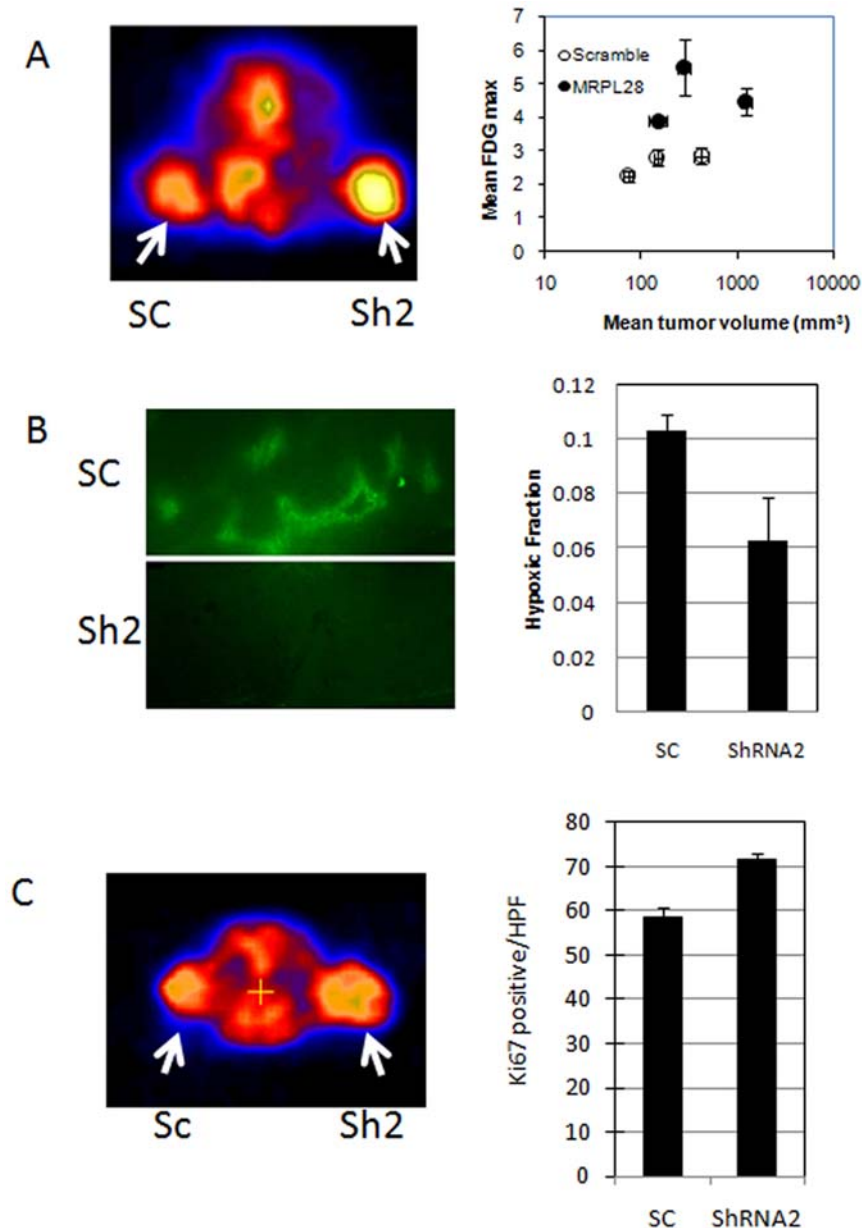 A
SC
Sh2
7
6
5
4
3
2
1
0
Mean FDG max
Scramble
MRPL28
10
100
1000
10000
Mean tumor volume (mm³)
B
SC
Sh2
0.12
0.1
0.08
0.06
0.04
0.02
0
Hypoxic Fraction
SC
ShRNA2
C
Sc
Sh2
80
70
60
50
40
30
20
10
0
Ki67 positive/HPF
SC
ShRNA2